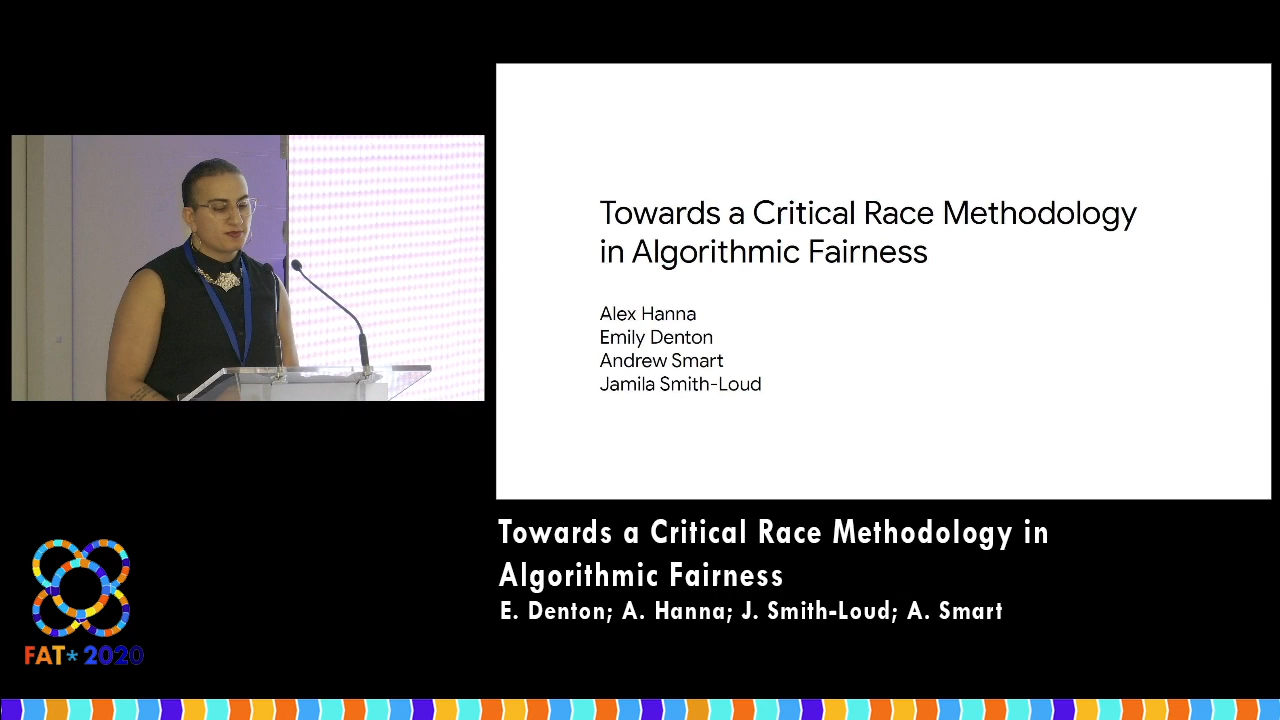 Towards a Critical Race Methodology
in Algorithmic Fairness
Alex Hanna
Emily Denton
Andrew Smart
Jamila Smith-Loud
Towards a Critical Race Methodology in
Algorithmic Fairness
E. Denton; A. Hanna; J. Smith-Loud; A. Smart
FAT* 2020